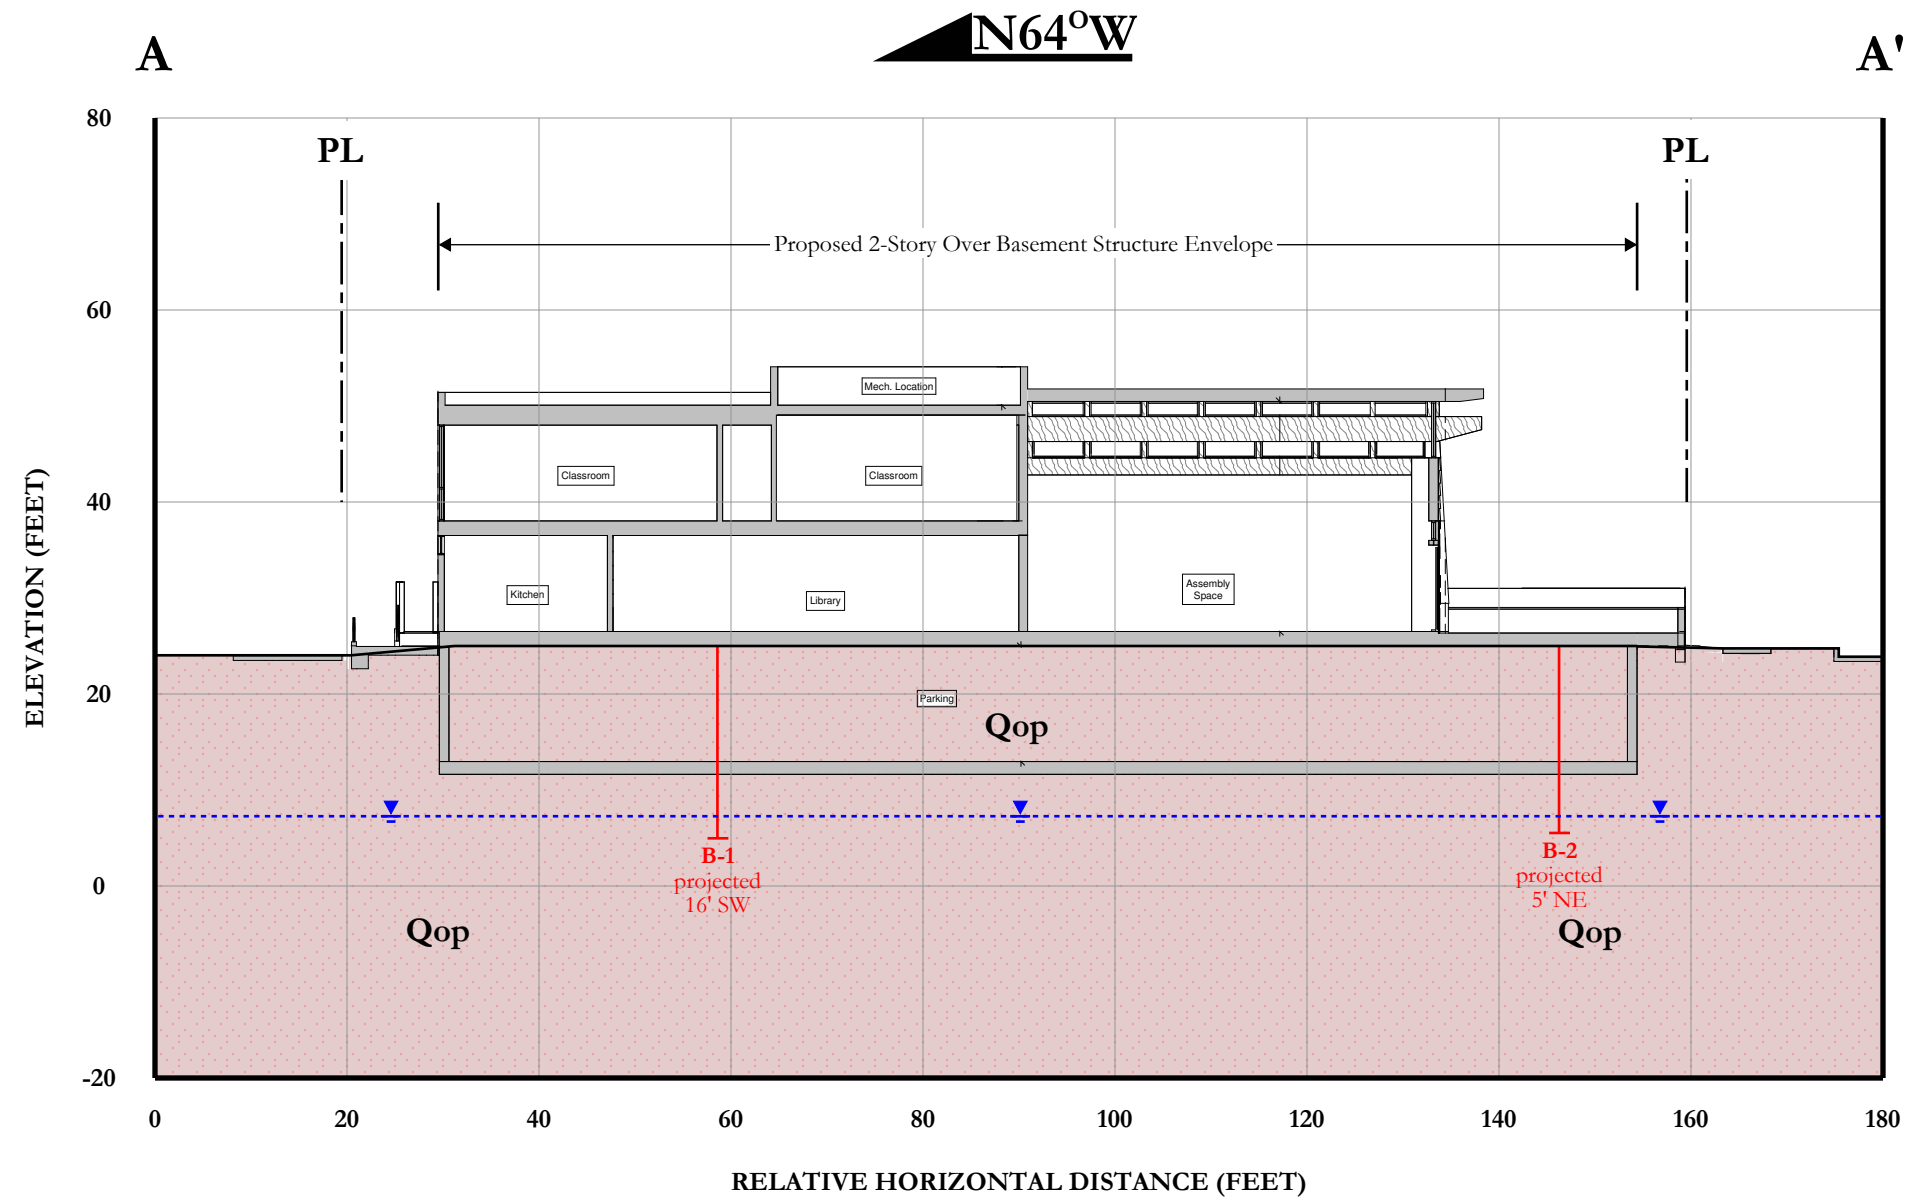 N64°W
A
A'
80
PL
PL
Proposed 2-Story Over Basement Structure Envelope
60
Mech. Location
Classroom
Classroom
40
Kitchen
Library
Assembly
Space
ELEVATION (FEET)
20
Parking
Qop
B-1
projected
16' SW
B-2
projected
5' NE
0
Qop
Qop
-20
0
20
40
60
80
100
120
140
160
180
RELATIVE HORIZONTAL DISTANCE (FEET)